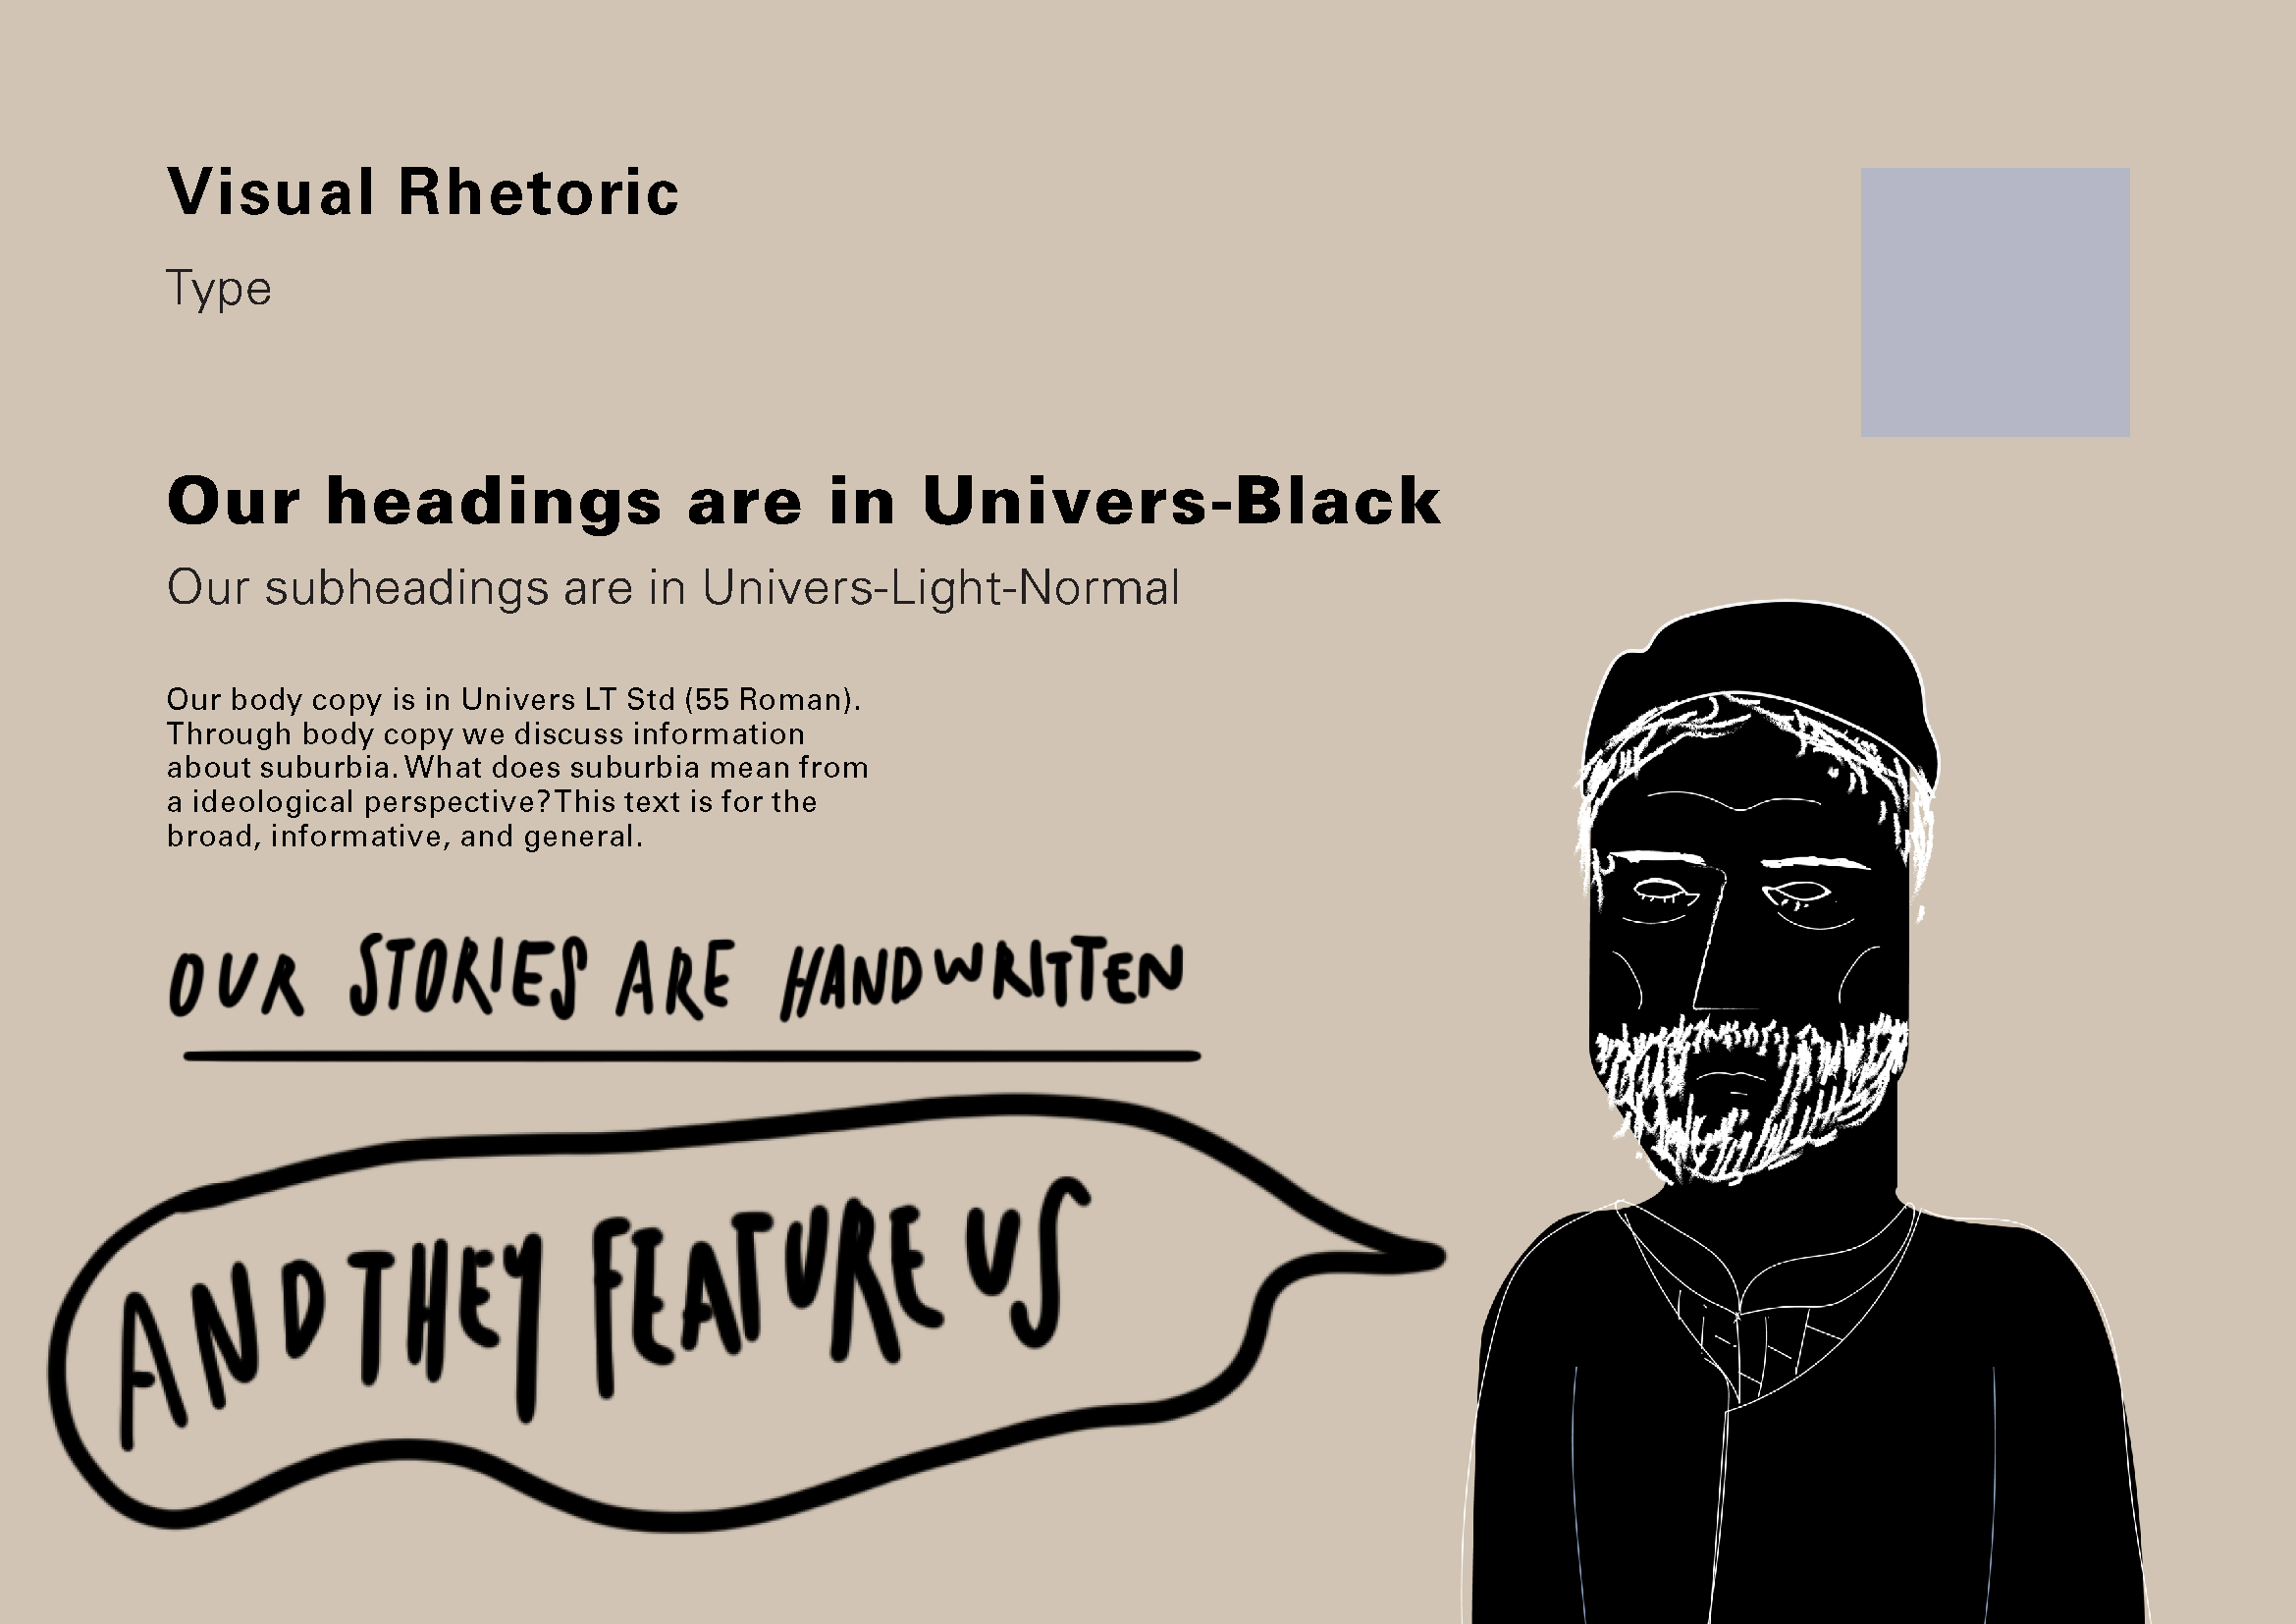 Visual Rhetoric
Type
Our headings are in Univers-Black
Our subheadings are in Univers-Light-Normal
Our body copy is in Univers LT Std (55 Roman).
Through body copy we discuss information
about suburbia. What does suburbia mean from
a ideological perspective? This text is for the
broad, informative, and general.
OUR STORIES ARE HANDWRITTEN
AND THEY FEATURE US